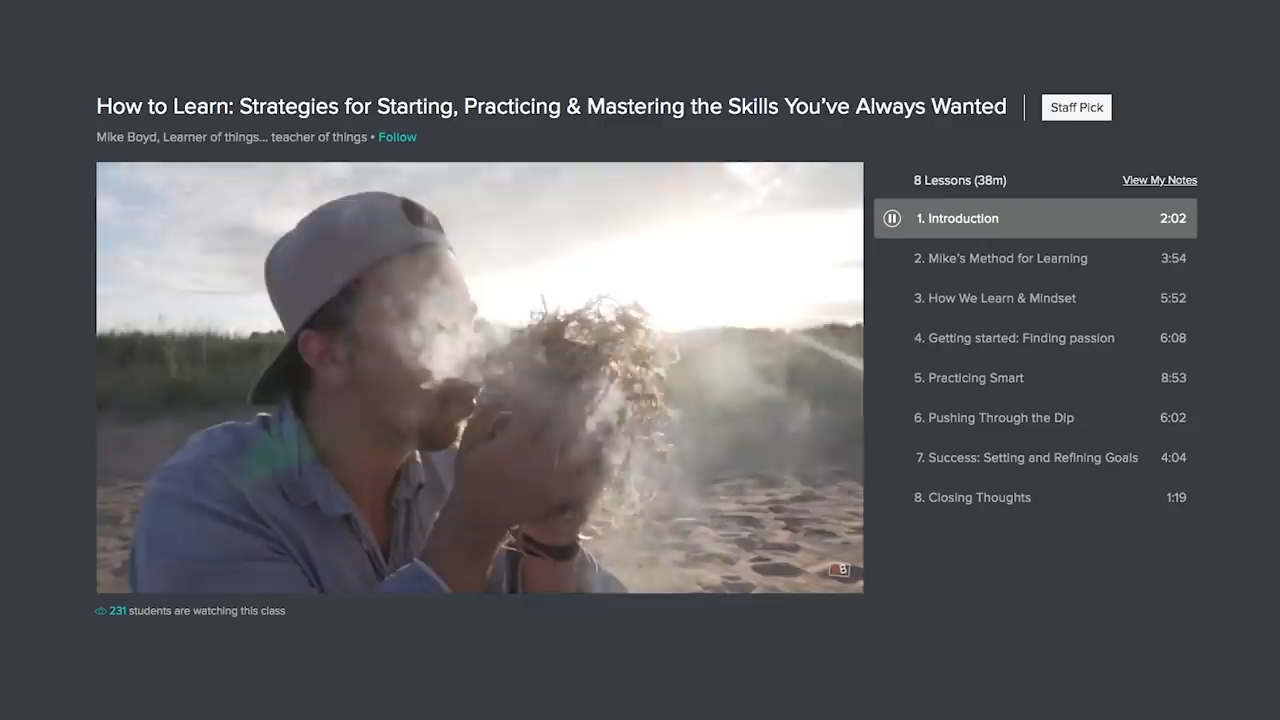 How to Learn: Strategies for Starting, Practicing & Mastering the Skills You’ve Always Wanted
Staff Pick
Mike Boyd, Learner of things... teacher of things • Follow
8 Lessons (38m)
View My Notes
1. Introduction 2:02
2. Mike’s Method for Learning 3:54
3. How We Learn & Mindset 5:52
4. Getting started: Finding passion 6:08
5. Practicing Smart 8:53
6. Pushing Through the Dip 6:02
7. Success: Setting and Refining Goals 4:04
8. Closing Thoughts 1:19
B
231 students are watching this class